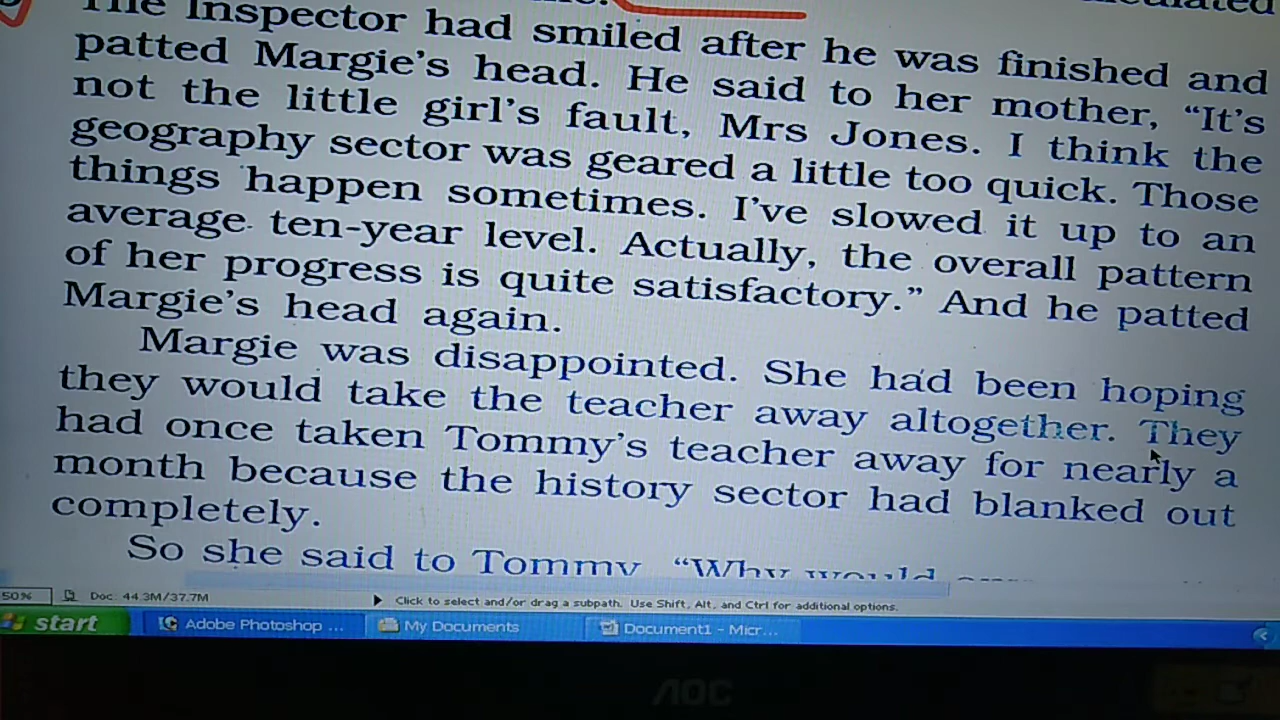 The Inspector had smiled after he was finished and
patted Margie's head. He said to her mother, "It's
not the little girl's fault, Mrs Jones. I think the
geography sector was geared a little too quick. Those
things happen sometimes. I've slowed it up to an
average ten-year level. Actually, the overall pattern
of her progress is quite satisfactory." And he patted
Margie's head again.
Margie was disappointed. She had been hoping
they would take the teacher away altogether. They
had once taken Tommy's teacher away for nearly a
month because the history sector had blanked out
completely.
So she said to Tommy, "Why would
50% Doc: 44.3M/37.7M Click to select and/or drag a subpath. Use Shift, Alt, and Ctrl for additional options.
start Adobe Photoshop ... My Documents Document1 - Micr...
AOC